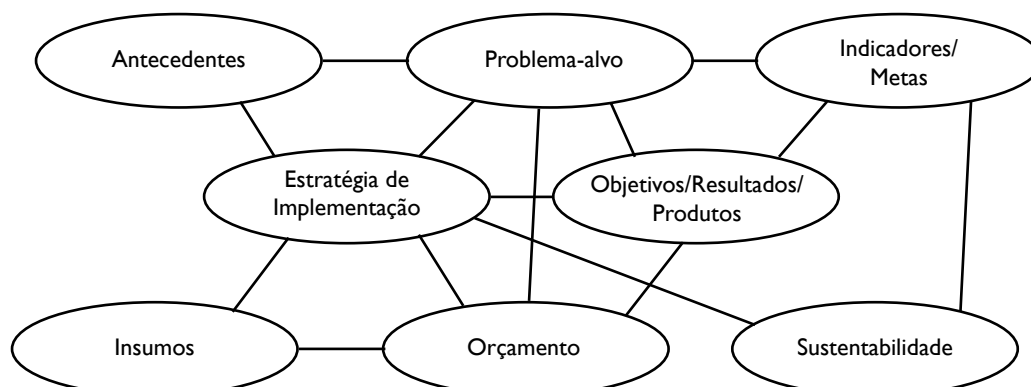 Antecedentes
Problema-alvo
Indicadores/
Metas
Estratégia de
Implementação
Objetivos/Resultados/
Produtos
Insumos
Orçamento
Sustentabilidade